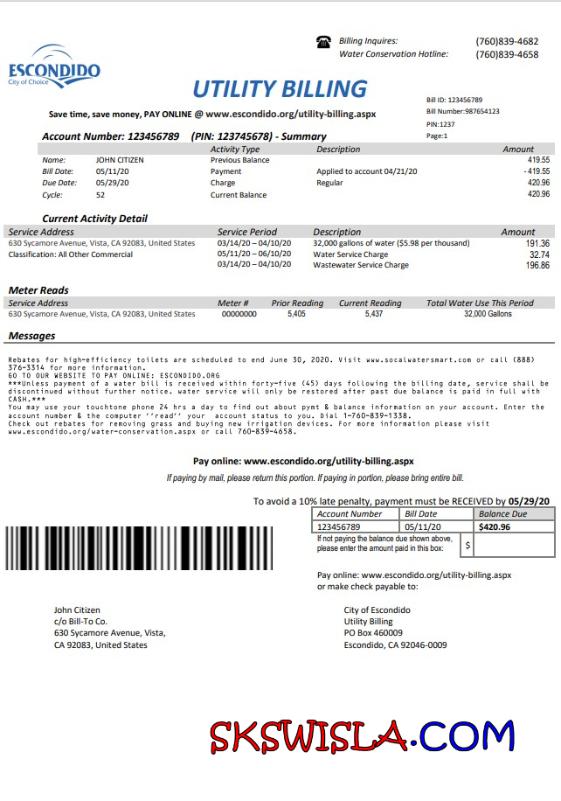 ESCONDIDO
City of Choice
Billing Inquires: (760)839-4682
Water Conservation Hotline: (760)839-4658
UTILITY BILLING
Bill ID: 123456789
Bill Number:987654123
PIN:1237
Page:1
Save time, save money, PAY ONLINE @ www.escondido.org/utility-billing.aspx
Account Number: 123456789 (PIN: 123745678) - Summary
Activity Type Description Amount
Name: JOHN CITIZEN Previous Balance 419.55
Bill Date: 05/11/20 Payment Applied to account 04/21/20 - 419.55
Due Date: 05/29/20 Charge Regular 420.96
Cycle: 52 Current Balance 420.96
Current Activity Detail
Service Address Service Period Description Amount
630 Sycamore Avenue, Vista, CA 92083, United States 03/14/20 – 04/10/20 32,000 gallons of water ($5.98 per thousand) 191.36
Classification: All Other Commercial 05/11/20 – 06/10/20 Water Service Charge 32.74
03/14/20 – 04/10/20 Wastewater Service Charge 196.86
Meter Reads
Service Address Meter # Prior Reading Current Reading Total Water Use This Period
630 Sycamore Avenue, Vista, CA 92083, United States 00000000 5,405 5,437 32,000 Gallons
Messages
Rebates for high-efficiency toilets are scheduled to end June 30, 2020. Visit www.socalwatersmart.com or call (888)
376-3314 for more information.
GO TO OUR WEBSITE TO PAY ONLINE: ESCONDIDO.ORG
***Unless payment of a water bill is received within forty-five (45) days following the billing date, service shall be
discontinued without further notice. water service will only be restored after past due balance is paid in full with
CASH.***
You may use your touchtone phone 24 hrs a day to find out about pymt & balance information on your account. Enter the
account number & the computer ''read'' your account status to you. Dial 1-760-839-1338.
Check out rebates for removing grass and buying new irrigation devices. For more information please visit
www.escondido.org/water-conservation.aspx or call 760-839-4658.
Pay online: www.escondido.org/utility-billing.aspx
If paying by mail, please return this portion. If paying in portion, please bring entire bill.
To avoid a 10% late penalty, payment must be RECEIVED by 05/29/20
Account Number Bill Date Balance Due
123456789 05/11/20 $420.96
If not paying the balance due shown above,
please enter the amount paid in this box: $
Pay online: www.escondido.org/utility-billing.aspx
or make check payable to:
John Citizen
c/o Bill-To Co.
630 Sycamore Avenue, Vista,
CA 92083, United States
City of Escondido
Utility Billing
PO Box 460009
Escondido, CA 92046-0009
SKSWISLA.COM